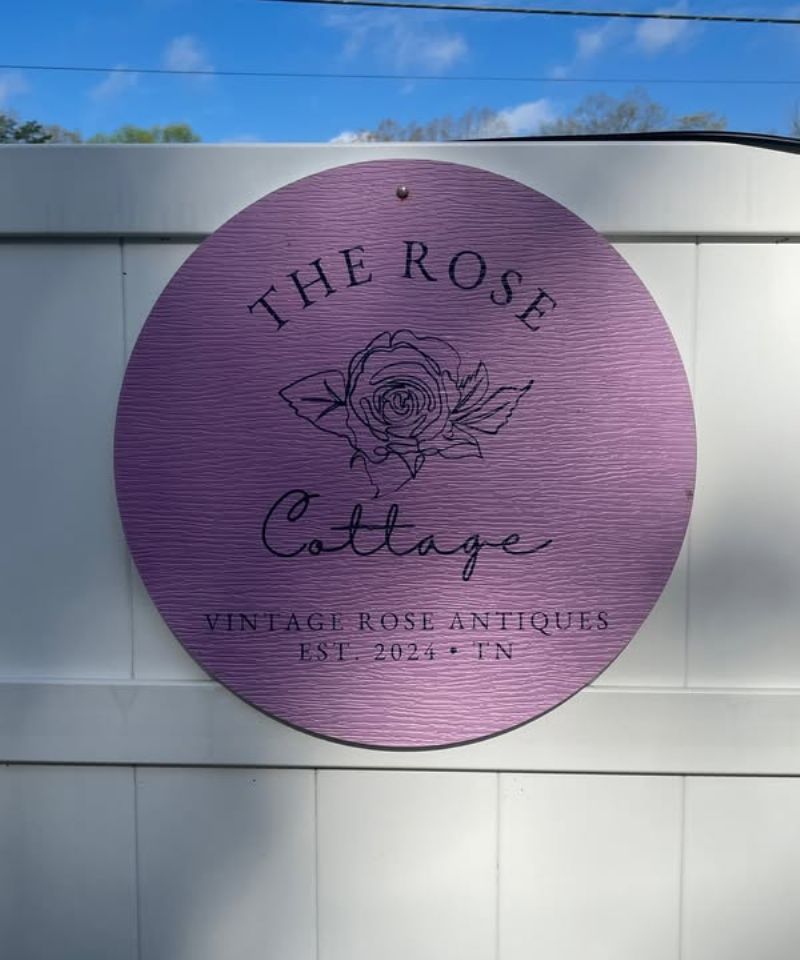 THE ROSE
Cottage
VINTAGE ROSE ANTIQUES
EST. 2024 • TN